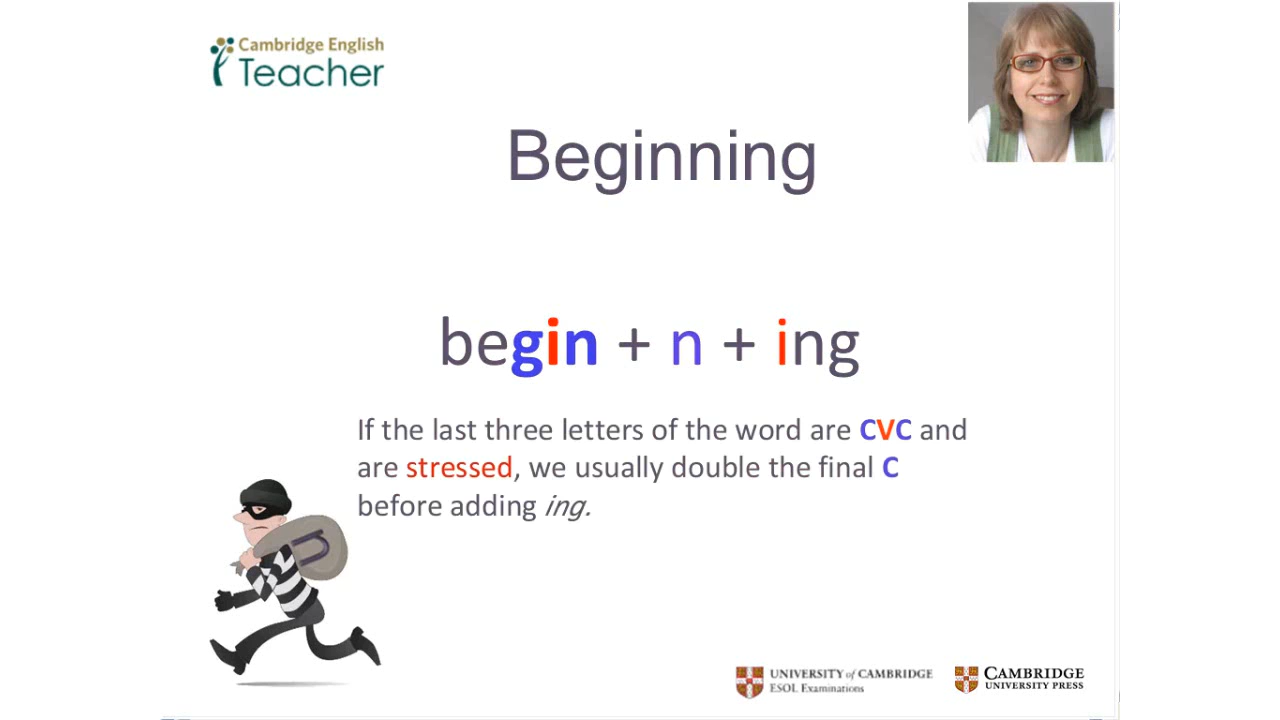 Cambridge English
Teacher
Beginning
begin + n + ing
If the last three letters of the word are CVC and
are stressed, we usually double the final C
before adding ing.
n
UNIVERSITY of CAMBRIDGE
ESOL Examinations
CAMBRIDGE
UNIVERSITY PRESS